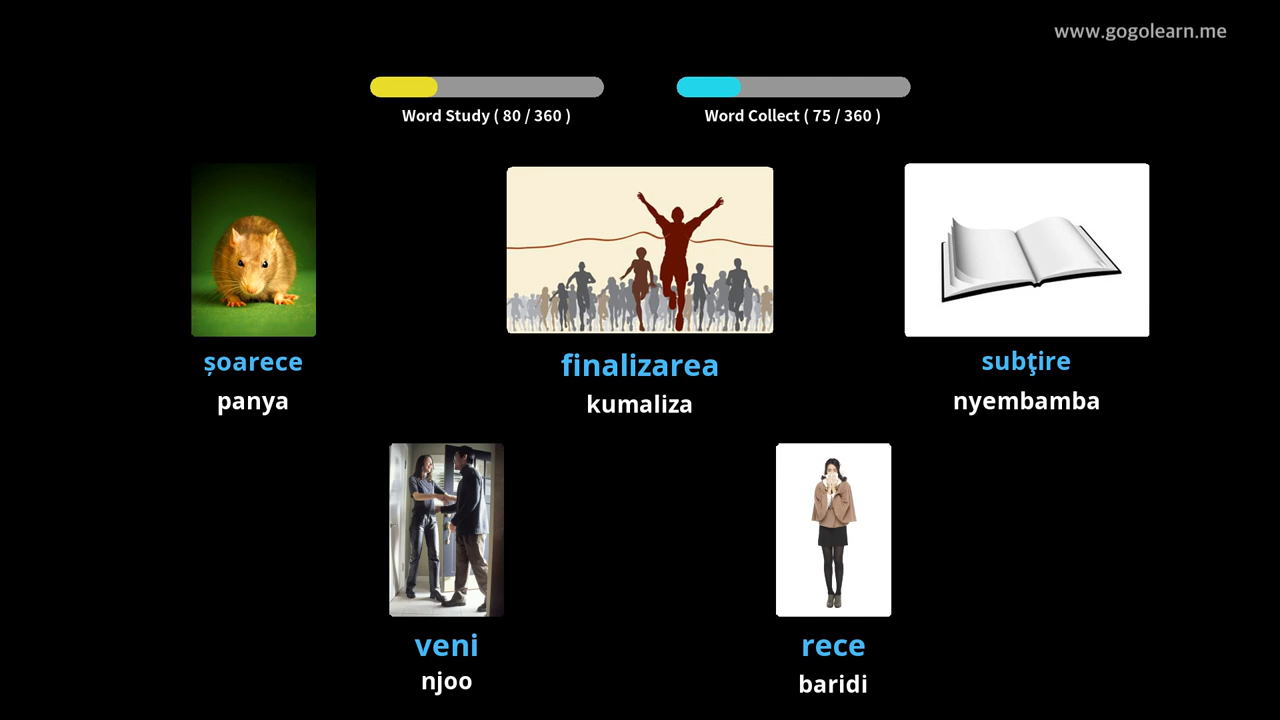 www.gogolearn.me
Word Study ( 80 / 360 )
Word Collect ( 75 / 360 )
șoarece
panya
finalizarea
kumaliza
subţire
nyembamba
veni
njoo
rece
baridi